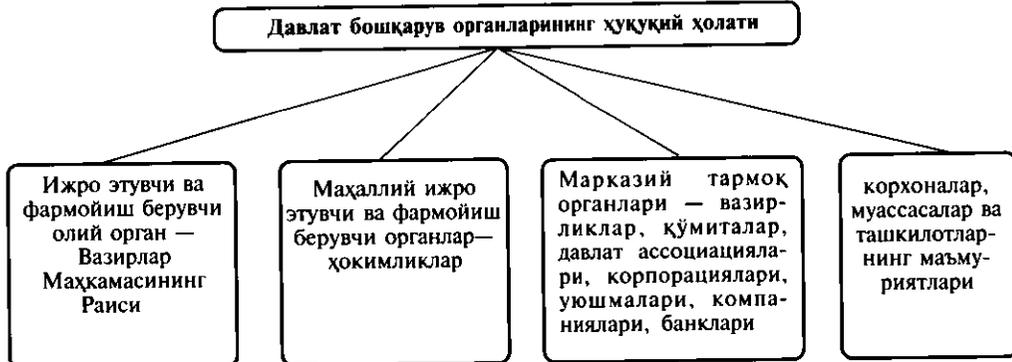 Давлат бошқарув органларининг ҳуқуқий ҳолати
Ижро этувчи ва
фармойиш берувчи
олий орган —
Вазирлар
Маҳкамасининг
Раиси
Маҳаллий ижро
этувчи ва фармойиш
берувчи органлар—
ҳокимликлар
Марказий тармоқ
органлари — вазир-
ликлар, қўмиталар,
давлат ассоциацияла-
ри, корпорациялари,
уюшмалари, компа-
ниялари, банклари
корхоналар,
муассасалар ва
ташкилотлар-
нинг маъму-
риятлари